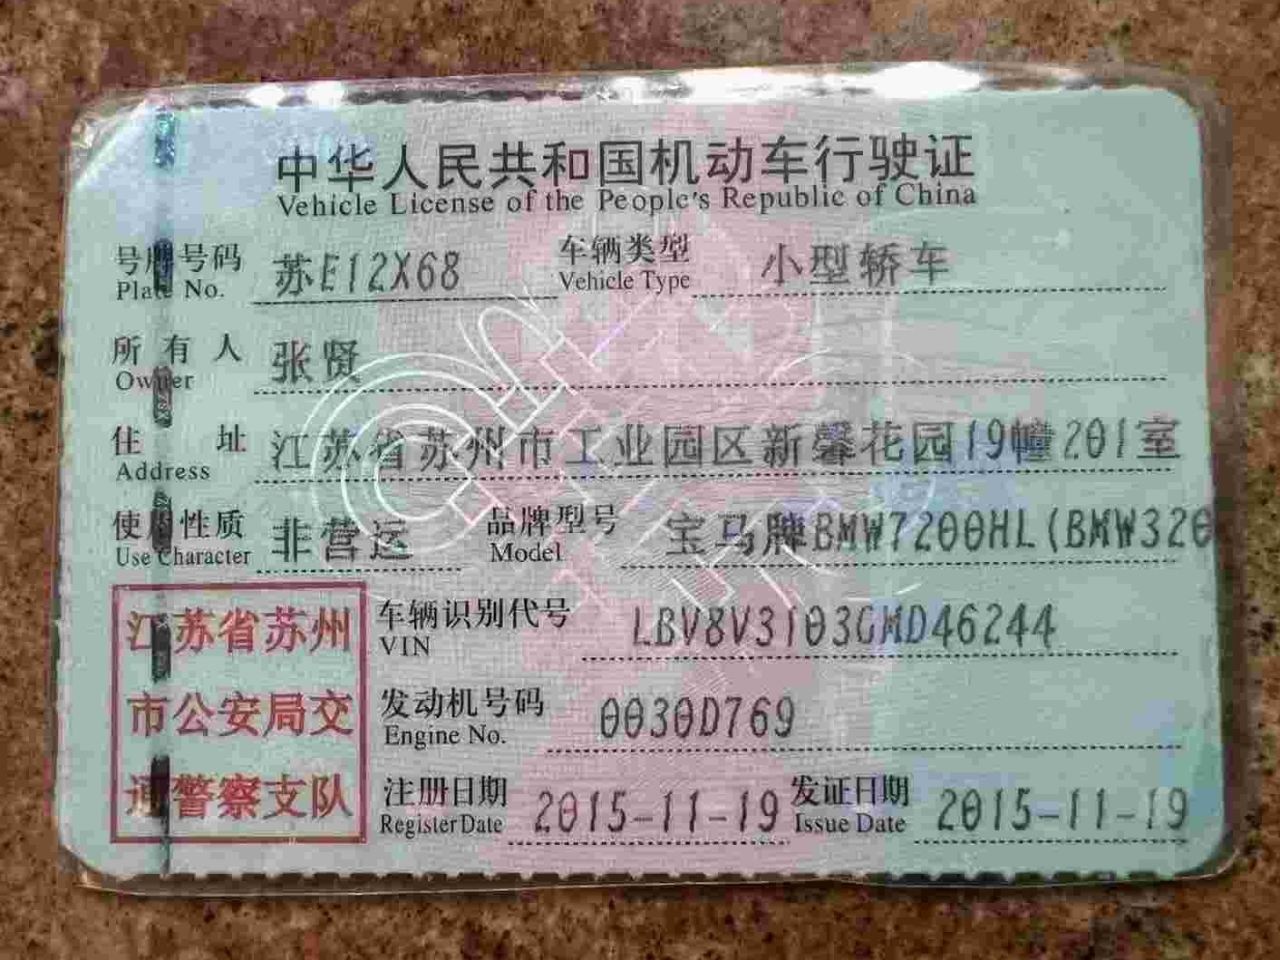 中华人民共和国机动车行驶证
Vehicle License of the People's Republic of China
号牌号码 苏E12X68 车辆类型 小型轿车
Plate No. Vehicle Type
所有人 张贤
Owner
住址 江苏省苏州市工业园区新馨花园19幢201室
Address
使用性质 非营运 品牌型号 宝马牌BMW7200HL(BMW320
Use Character Model
江苏省苏州
市公安局交
通警察支队
车辆识别代号 LBV8V3103GMD46244
VIN
发动机号码 0030D769
Engine No.
注册日期 2015-11-19 发证日期 2015-11-19
Register Date Issue Date